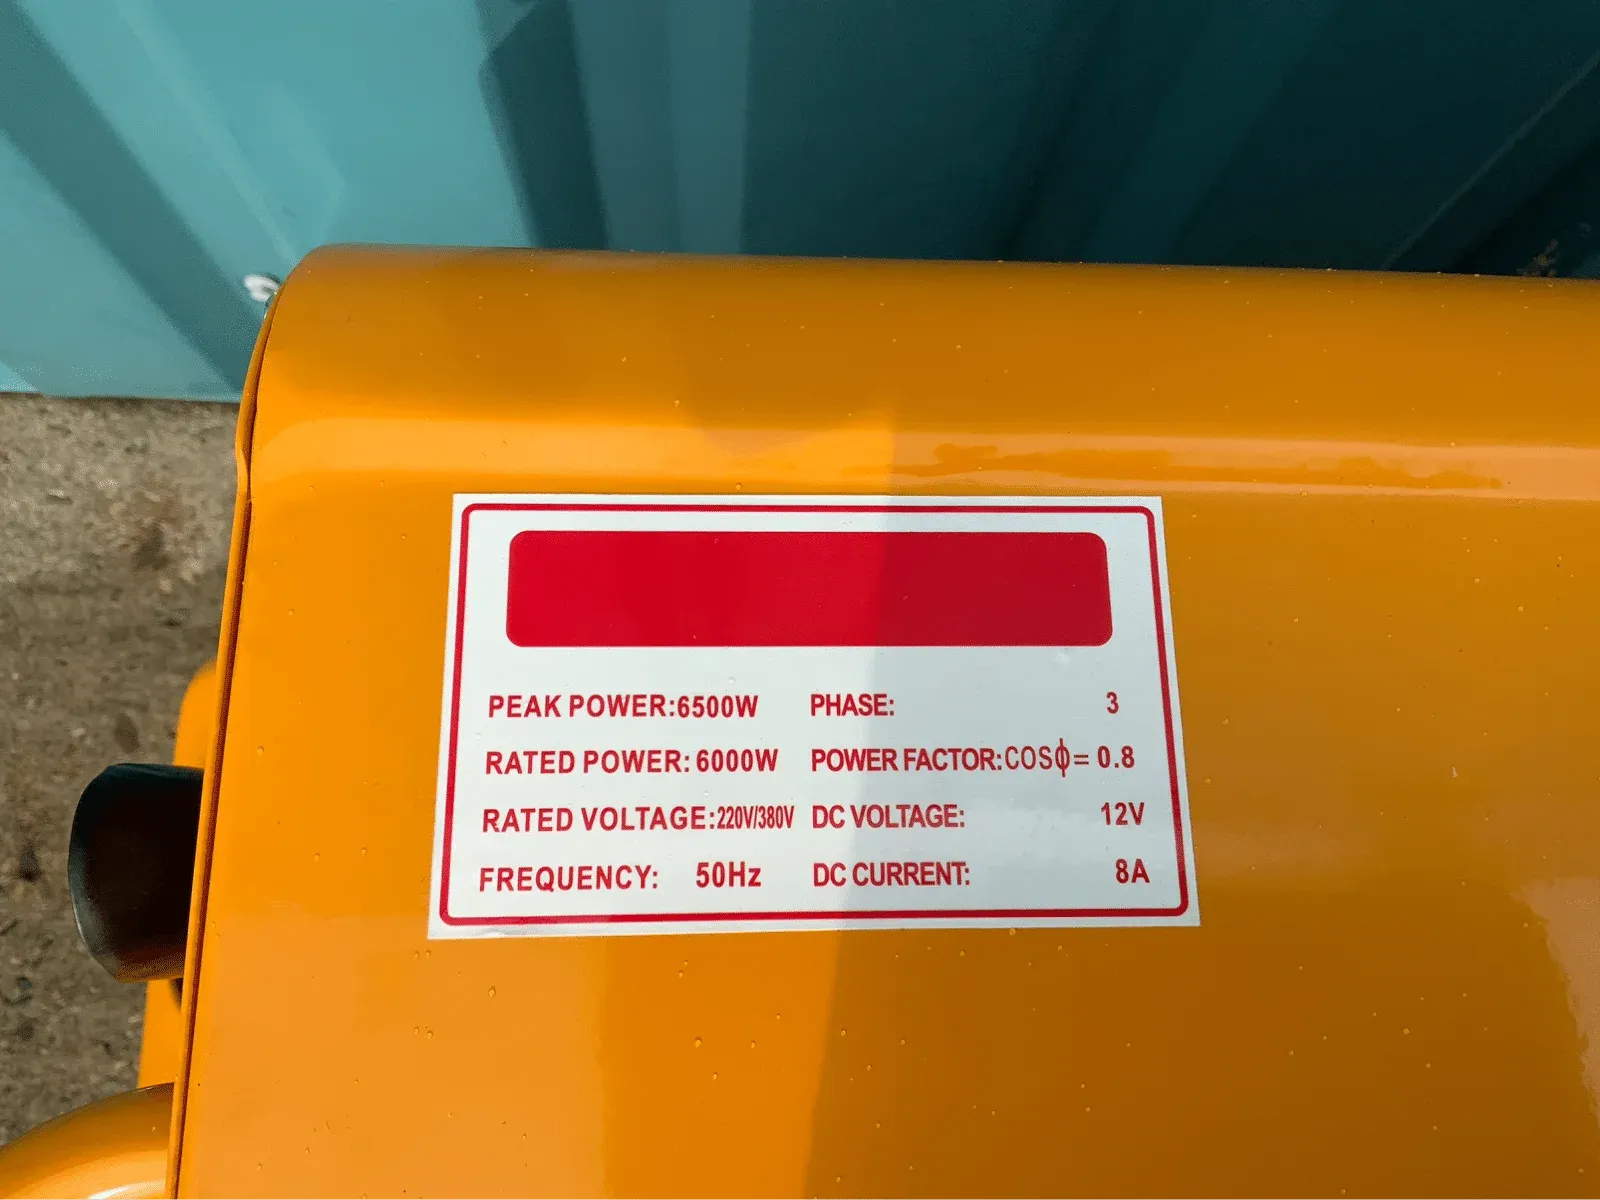 PEAK POWER:6500W PHASE: 3
RATED POWER: 6000W POWER FACTOR:COSϕ= 0.8
RATED VOLTAGE:220V/380V DC VOLTAGE: 12V
FREQUENCY: 50Hz DC CURRENT: 8A